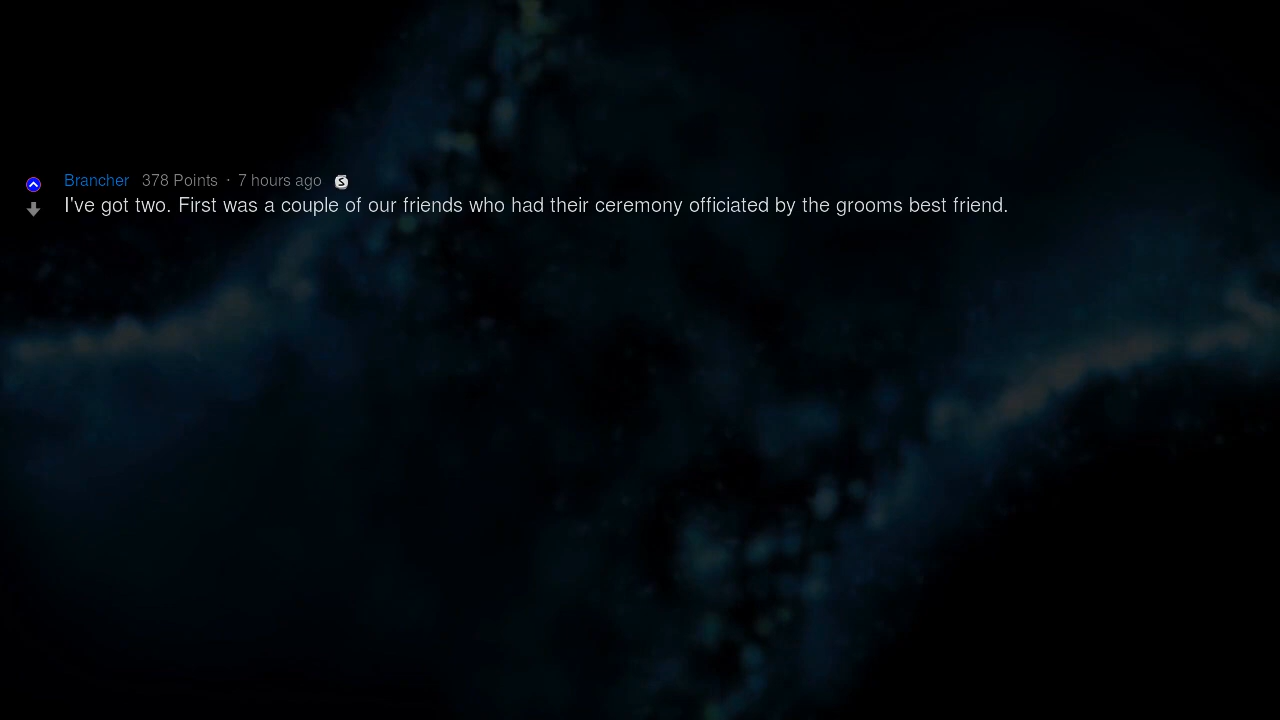 Brancher 378 Points · 7 hours ago
I've got two. First was a couple of our friends who had their ceremony officiated by the grooms best friend.